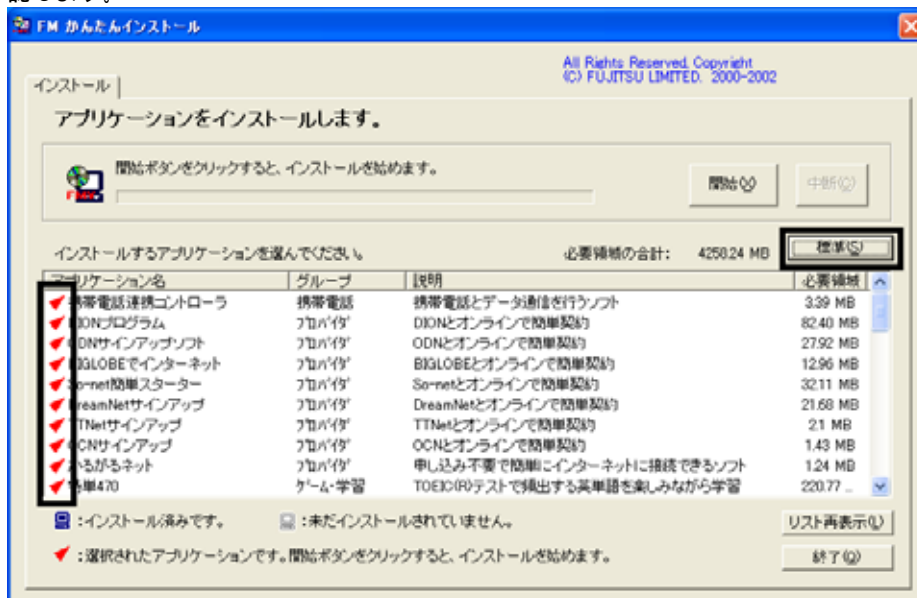 FM かんたんインストール
All Rights Reserved, Copyright
(C) FUJITSU LIMITED, 2000-2002
インストール
アプリケーションをインストールします。
開始ボタンをクリックすると、インストールを始めます。
開始(X) 中断(C)
インストールするアプリケーションを選んでください。 必要領域の合計: 4258.24 MB 標準(S)
アプリケーション名 グループ 説明 必要領域
携帯電話連携コントローラ 携帯電話 携帯電話とデータ通信を行うソフト 3.39 MB
DIONプログラム プロバイダ DIONとオンラインで簡単契約 82.40 MB
ODNサインアップソフト プロバイダ ODNとオンラインで簡単契約 27.92 MB
BIGLOBEでインターネット プロバイダ BIGLOBEとオンラインで簡単契約 12.96 MB
So-net簡単スターター プロバイダ So-netとオンラインで簡単契約 32.11 MB
DreamNetサインアップ プロバイダ DreamNetとオンラインで簡単契約 21.68 MB
TTNetサインアップ プロバイダ TTNetとオンラインで簡単契約 2.1 MB
OCNサインアップ プロバイダ OCNとオンラインで簡単契約 1.43 MB
かるがるネット プロバイダ 申し込み不要で簡単にインターネットに接続できるソフト 1.24 MB
単470 ゲーム・学習 TOEIC(R)テストで頻出する英単語を楽しみながら学習 220.77 ...
:インストール済みです。 :未だインストールされていません。 リスト再表示(L)
:選択されたアプリケーションです。開始ボタンをクリックすると、インストールを始めます。 終了(Q)